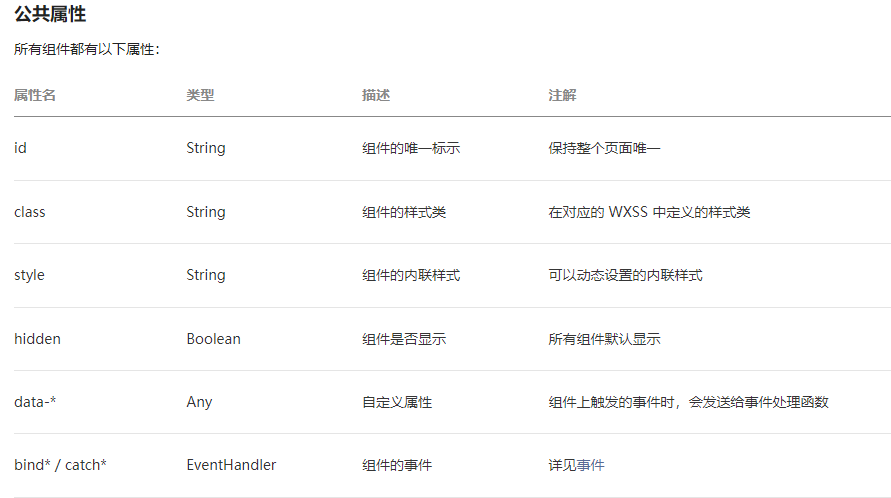 公共属性
所有组件都有以下属性：
属性名 类型 描述 注解
id String 组件的唯一标示 保持整个页面唯一
class String 组件的样式类 在对应的 WXSS 中定义的样式类
style String 组件的内联样式 可以动态设置的内联样式
hidden Boolean 组件是否显示 所有组件默认显示
data-* Any 自定义属性 组件上触发的事件时，会发送给事件处理函数
bind* / catch* EventHandler 组件的事件 详见事件